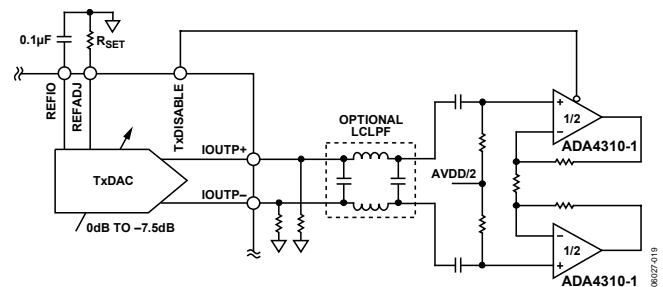 0.1µF
RSET
REFIO
REFADJ
TxDISABLE
TxDAC
0dB TO –7.5dB
IOUTP+
IOUTP–
OPTIONAL
LCLPF
AVDD/2
+
1/2
–
ADA4310-1
–
1/2
+
ADA4310-1
06027-019